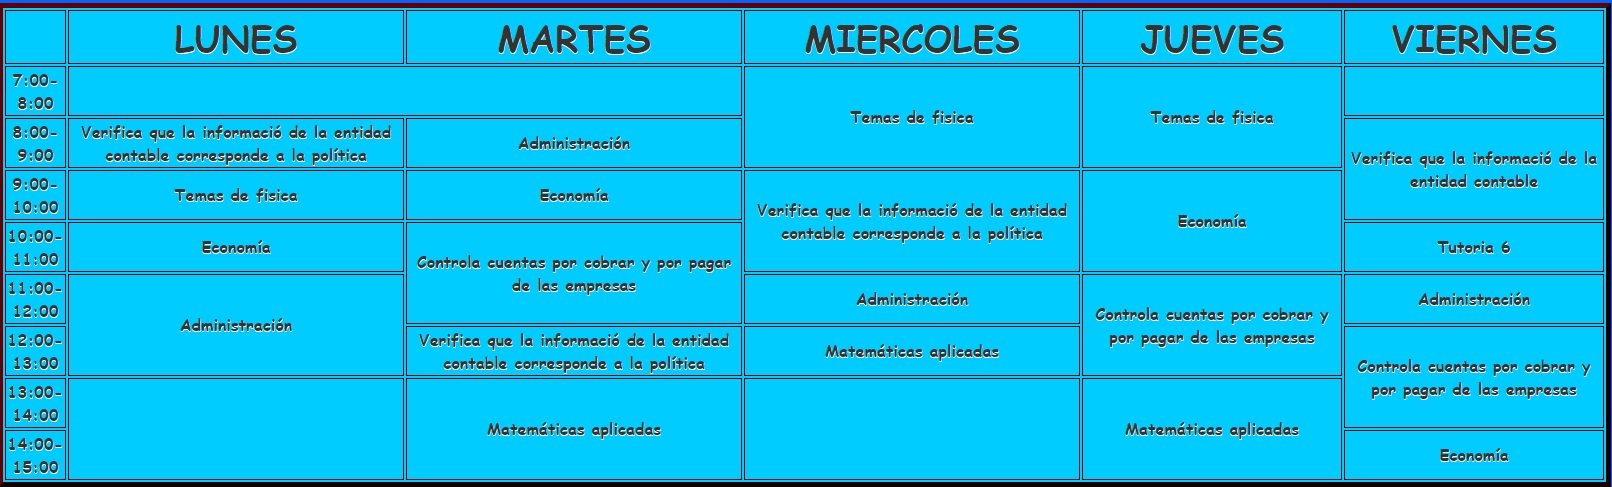 LUNES MARTES MIERCOLES JUEVES VIERNES
7:00-
8:00
Temas de fisica
Temas de fisica
8:00-
9:00
Verifica que la informació de la entidad
contable corresponde a la política
Administración
Verifica que la informació de la
entidad contable
9:00-
10:00
Temas de fisica
Economía
Verifica que la informació de la entidad
contable corresponde a la política
Economía
10:00-
11:00
Economía
Controla cuentas por cobrar y por pagar
de las empresas
Tutoria 6
11:00-
12:00
Administración
Administración
Controla cuentas por cobrar y
por pagar de las empresas
Administración
12:00-
13:00
Verifica que la informació de la entidad
contable corresponde a la política
Matemáticas aplicadas
Controla cuentas por cobrar y
por pagar de las empresas
13:00-
14:00
Matemáticas aplicadas
Matemáticas aplicadas
14:00-
15:00
Economía